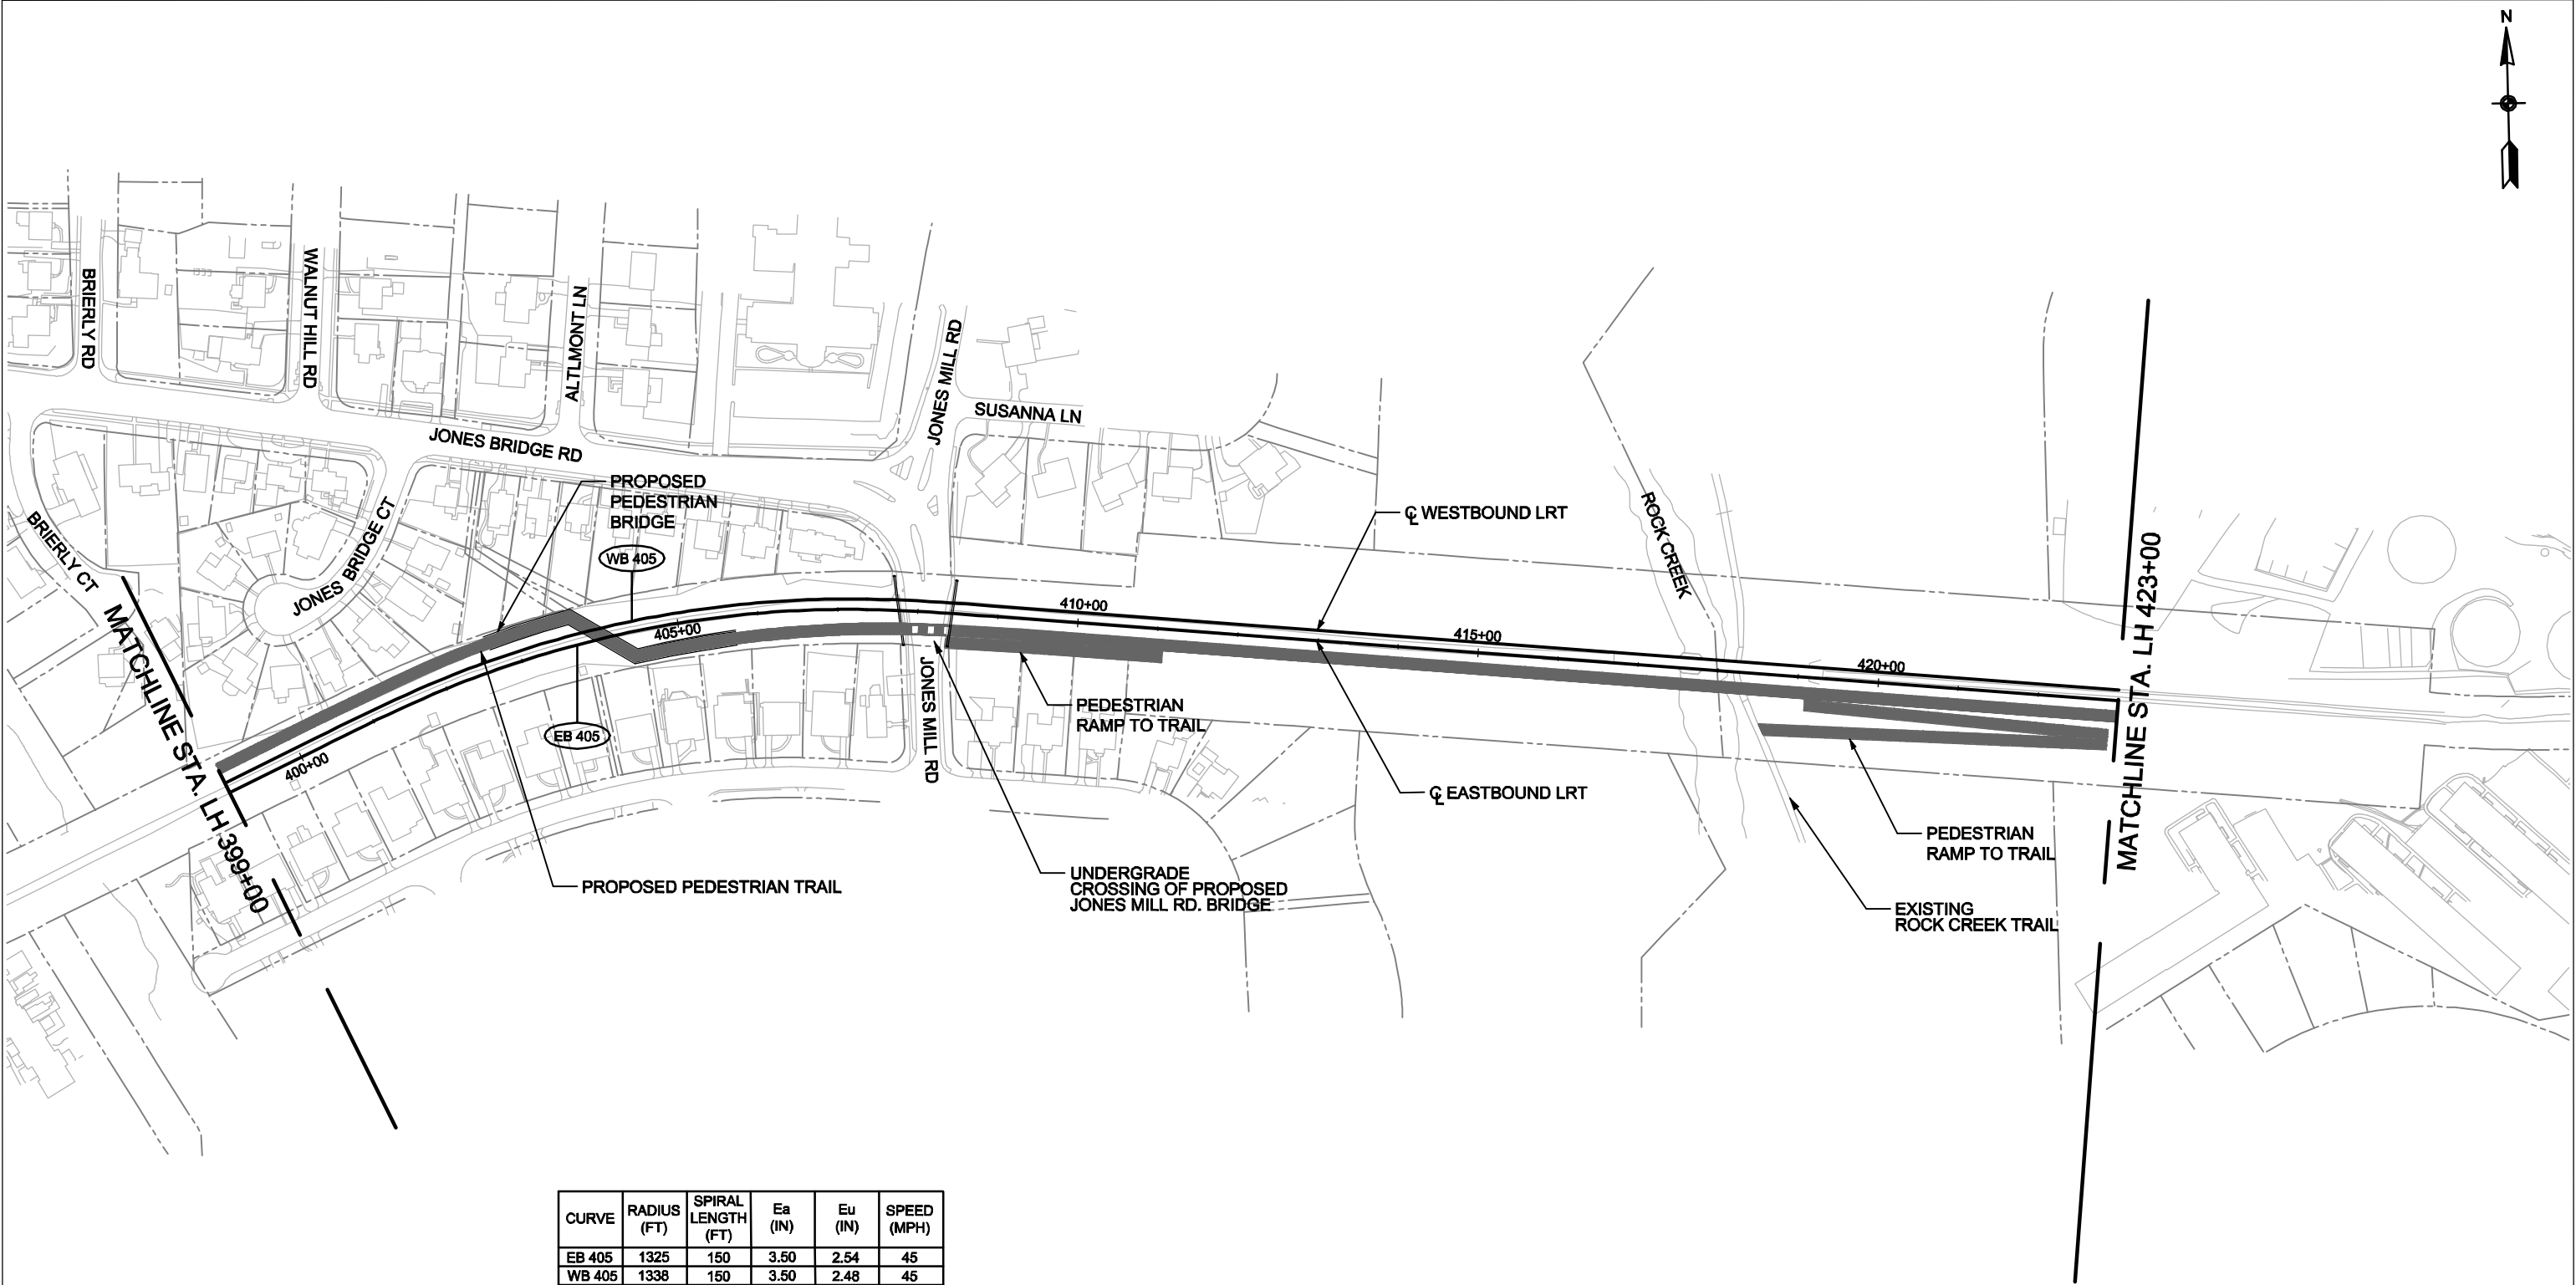 N
BRIERLY RD
WALNUT HILL RD
ALTLMONT LN
JONES MILL RD
SUSANNA LN
JONES BRIDGE RD
PROPOSED
PEDESTRIAN
BRIDGE
WB 405
JONES BRIDGE CT
BRIERLY CT
℄ WESTBOUND LRT
ROCK CREEK
MATCHLINE STA. LH 399+00
MATCHLINE STA. LH 423+00
400+00
405+00
410+00
415+00
420+00
EB 405
JONES MILL RD
PEDESTRIAN
RAMP TO TRAIL
℄ EASTBOUND LRT
PEDESTRIAN
RAMP TO TRAIL
PROPOSED PEDESTRIAN TRAIL
UNDERGRADE
CROSSING OF PROPOSED
JONES MILL RD. BRIDGE
EXISTING
ROCK CREEK TRAIL
CURVE RADIUS (FT) SPIRAL LENGTH (FT) Ea (IN) Eu (IN) SPEED (MPH)
EB 405 1325 150 3.50 2.54 45
WB 405 1338 150 3.50 2.48 45